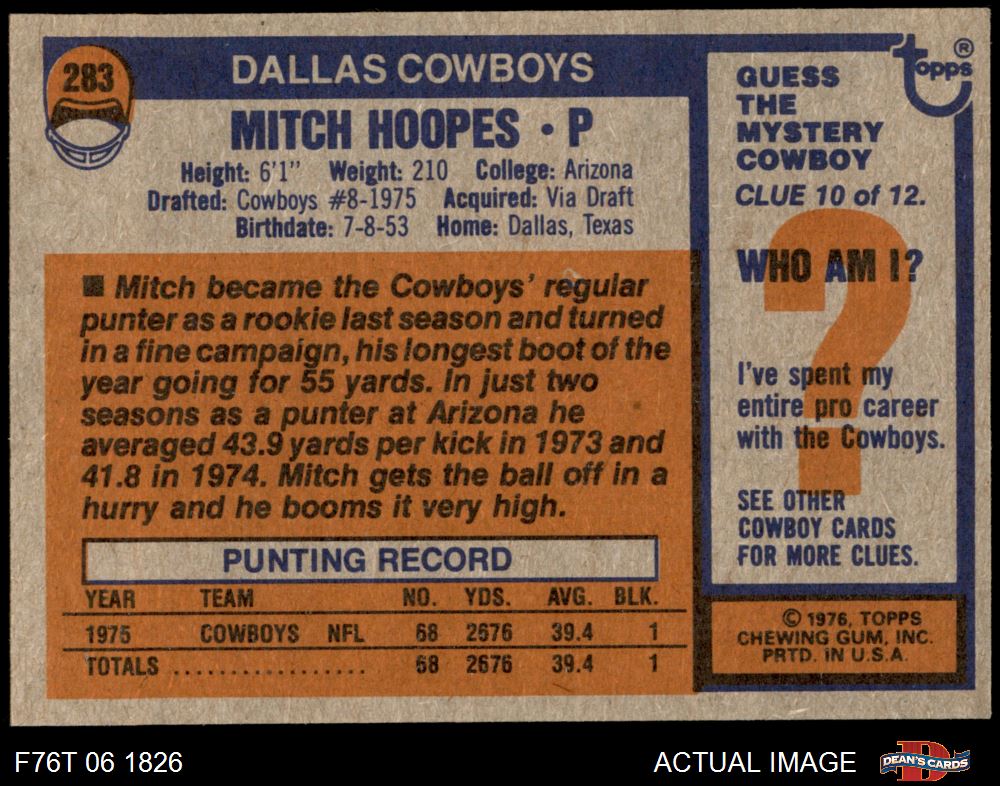 283
DALLAS COWBOYS
MITCH HOOPES • P
Height: 6'1" Weight: 210 College: Arizona
Drafted: Cowboys #8-1975 Acquired: Via Draft
Birthdate: 7-8-53 Home: Dallas, Texas
■ Mitch became the Cowboys' regular
punter as a rookie last season and turned
in a fine campaign, his longest boot of the
year going for 55 yards. In just two
seasons as a punter at Arizona he
averaged 43.9 yards per kick in 1973 and
41.8 in 1974. Mitch gets the ball off in a
hurry and he booms it very high.
PUNTING RECORD
YEAR TEAM NO. YDS. AVG. BLK.
1975 COWBOYS NFL 68 2676 39.4 1
TOTALS .................. 68 2676 39.4 1
topps ®
GUESS
THE
MYSTERY
COWBOY
CLUE 10 of 12.
WHO AM I?
?
I've spent my
entire pro career
with the Cowboys.
SEE OTHER
COWBOY CARDS
FOR MORE CLUES.
© 1976, TOPPS
CHEWING GUM, INC.
PRTD. IN U.S.A.
F76T 06 1826
ACTUAL IMAGE
D
DEAN'S CARDS